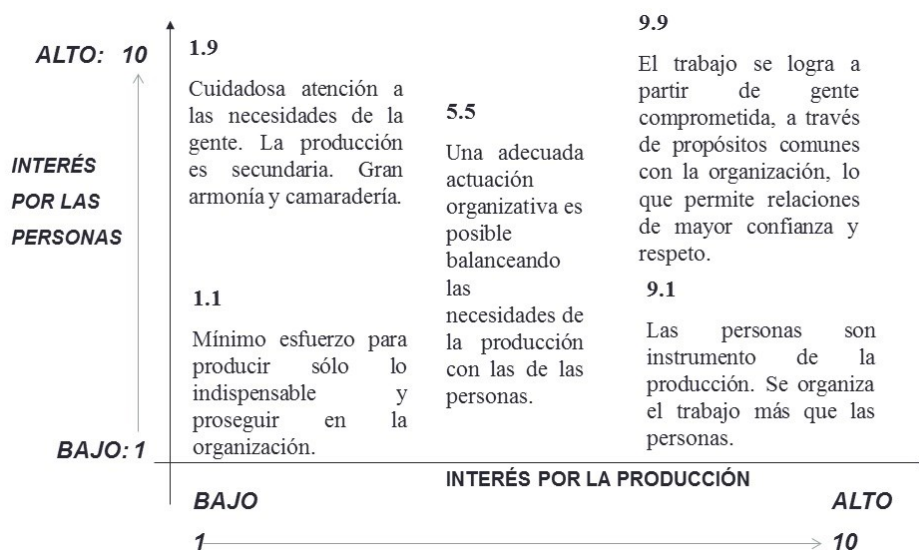 ALTO: 10
INTERÉS
POR LAS
PERSONAS
BAJO: 1
1.9
Cuidadosa atención a
las necesidades de la
gente. La producción
es secundaria. Gran
armonía y camaradería.
1.1
Mínimo esfuerzo para
producir sólo lo
indispensable y
proseguir en la
organización.
5.5
Una adecuada
actuación
organizativa es
posible
balanceando
las
necesidades de
la producción
con las de las
personas.
9.9
El trabajo se logra a
partir de gente
comprometida, a través
de propósitos comunes
con la organización, lo
que permite relaciones
de mayor confianza y
respeto.
9.1
Las personas son
instrumento de la
producción. Se organiza
el trabajo más que las
personas.
INTERÉS POR LA PRODUCCIÓN
BAJO ALTO
1 10